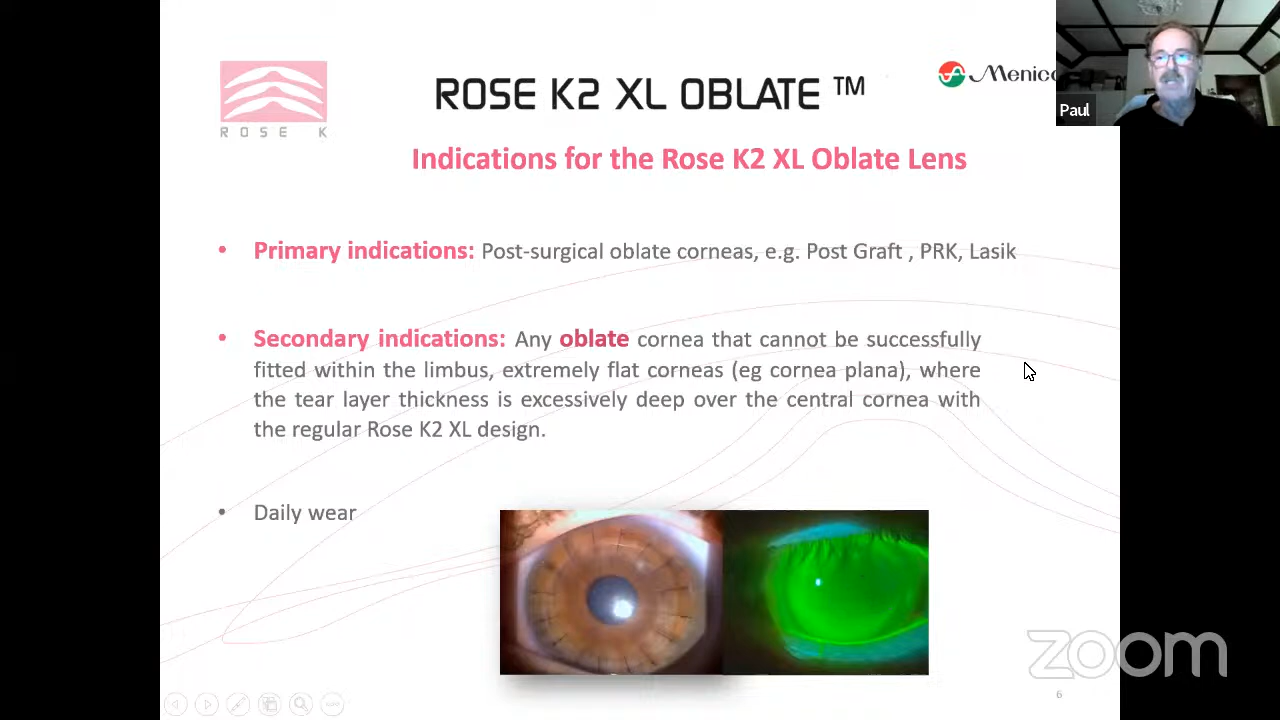 ROSE K2 XL OBLATE ™
Menico
Paul
ROSE K
Indications for the Rose K2 XL Oblate Lens
• Primary indications: Post-surgical oblate corneas, e.g. Post Graft , PRK, Lasik
• Secondary indications: Any oblate cornea that cannot be successfully
fitted within the limbus, extremely flat corneas (eg cornea plana), where
the tear layer thickness is excessively deep over the central cornea with
the regular Rose K2 XL design.
• Daily wear
zoom
6